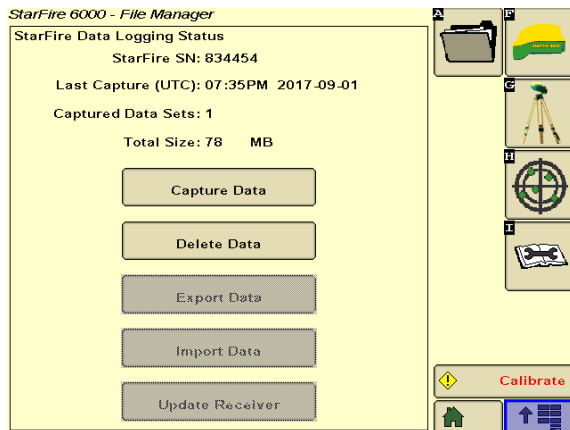 StarFire 6000 - File Manager
StarFire Data Logging Status
StarFire SN: 834454
Last Capture (UTC): 07:35PM 2017-09-01
Captured Data Sets: 1
Total Size: 78 MB
Capture Data
Delete Data
Export Data
Import Data
Update Receiver
A
F
G
H
I
Calibrate